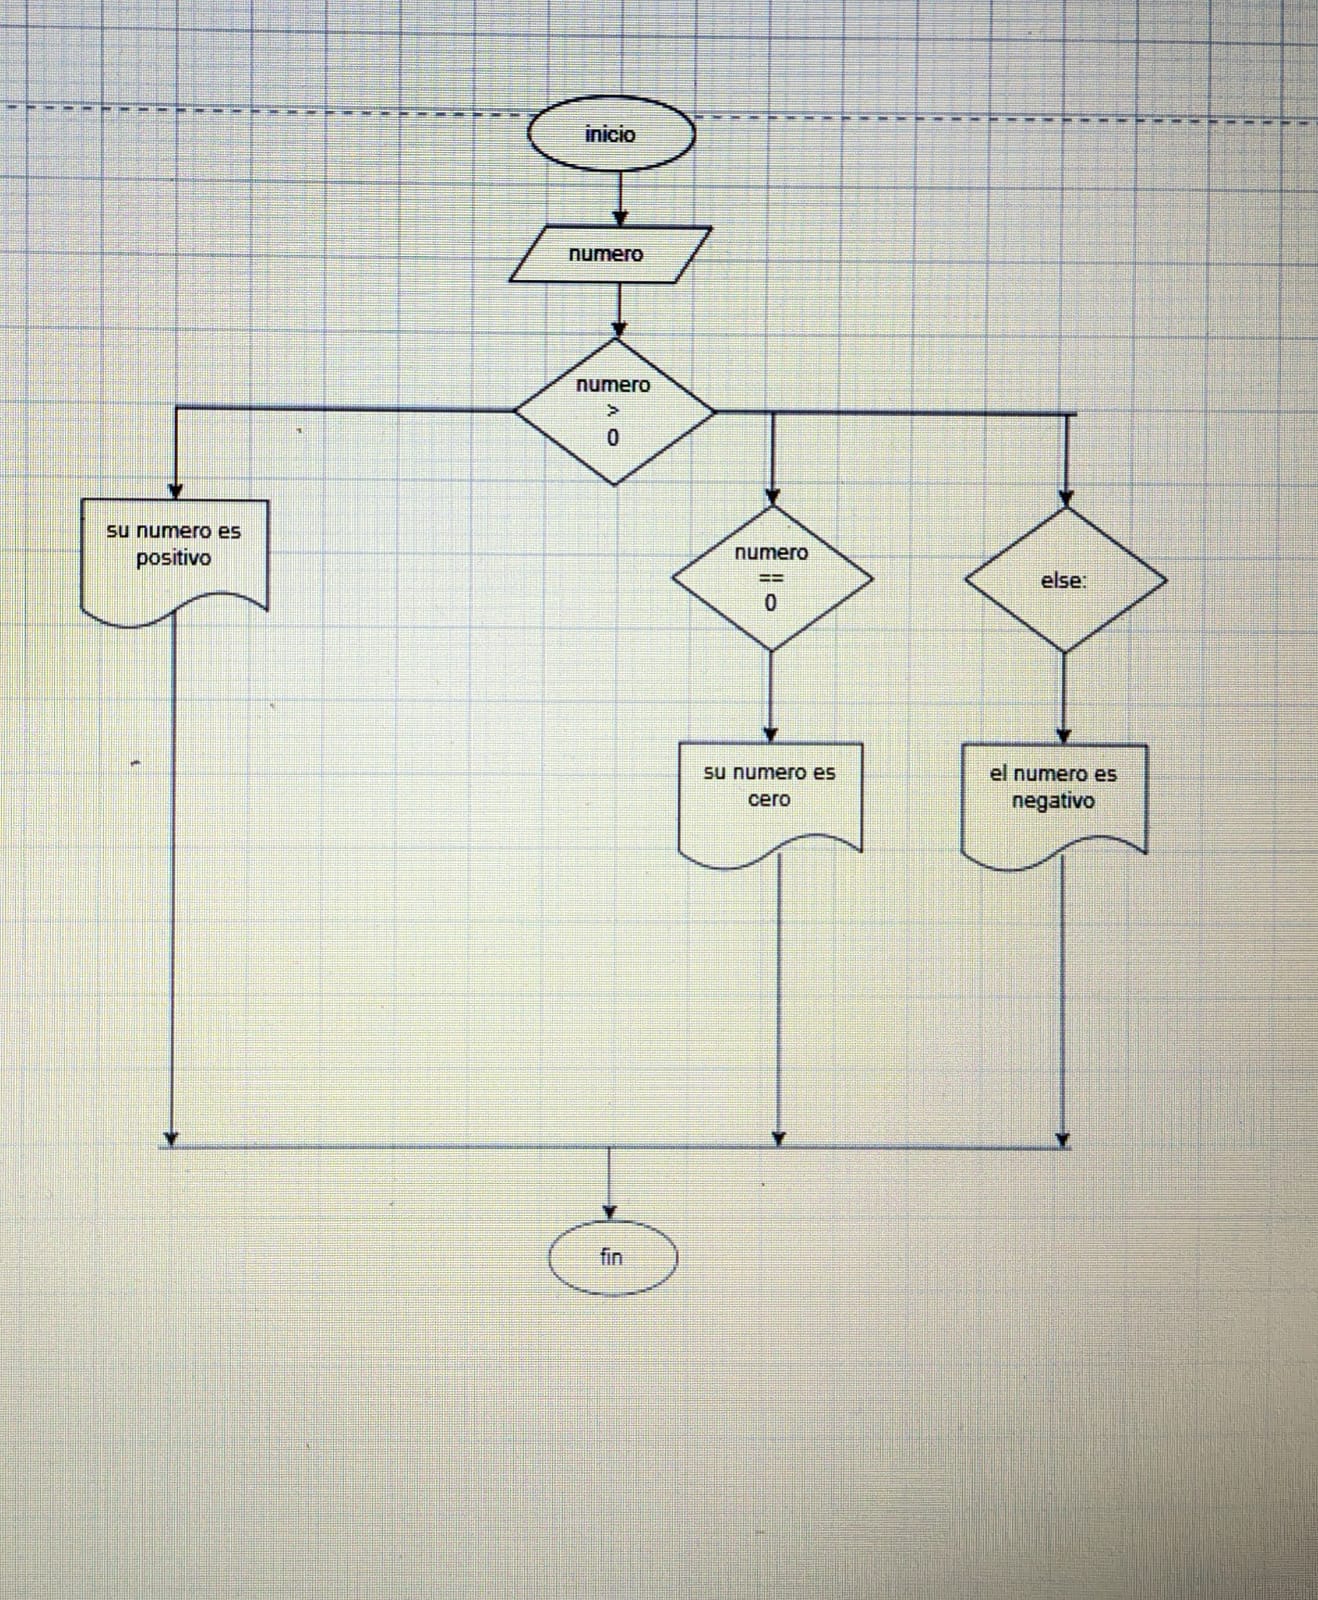 inicio
numero
numero
>
0
su numero es
positivo
numero
==
0
else:
su numero es
cero
el numero es
negativo
fin